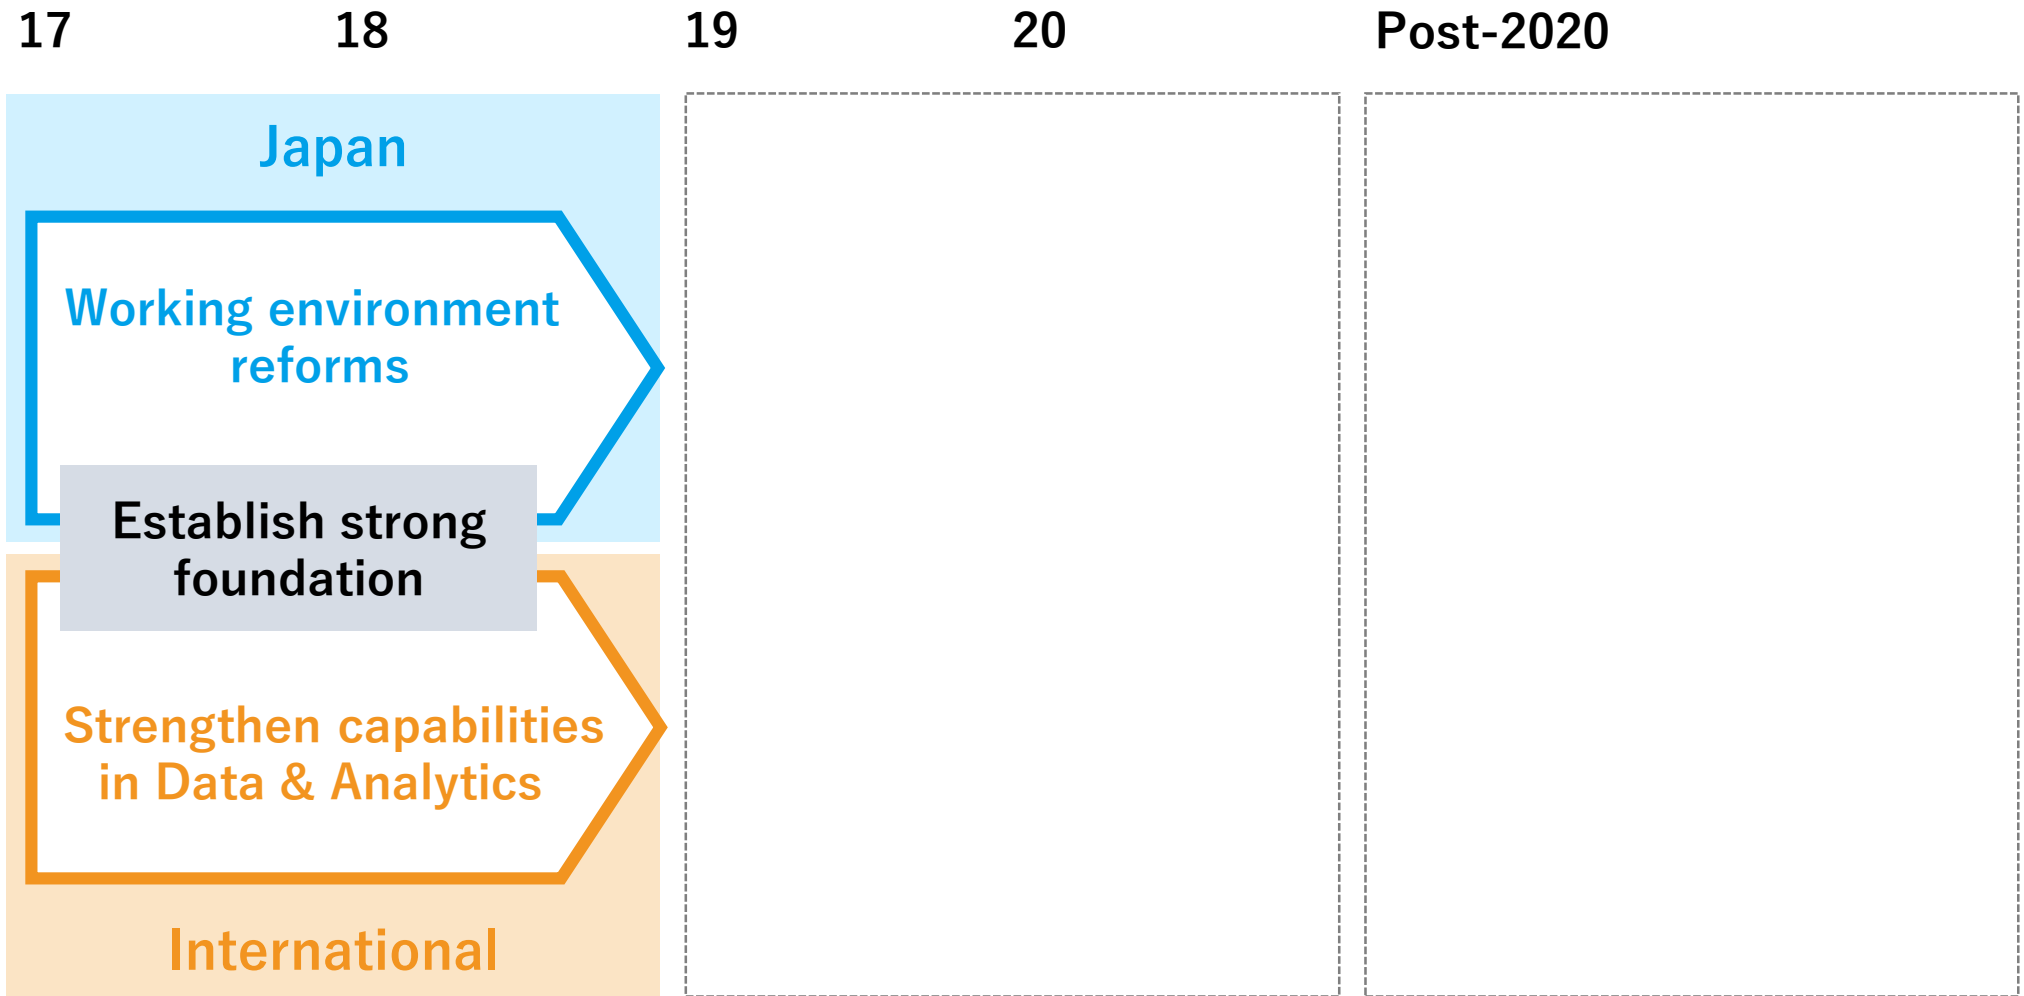 17 18 19 20 Post-2020
Japan
Working environment
reforms
Establish strong
foundation
Strengthen capabilities
in Data & Analytics
International